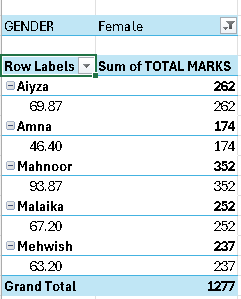 GENDER Female
Row Labels Sum of TOTAL MARKS
Aiyza 262
69.87 262
Amna 174
46.40 174
Mahnoor 352
93.87 352
Malaika 252
67.20 252
Mehwish 237
63.20 237
Grand Total 1277